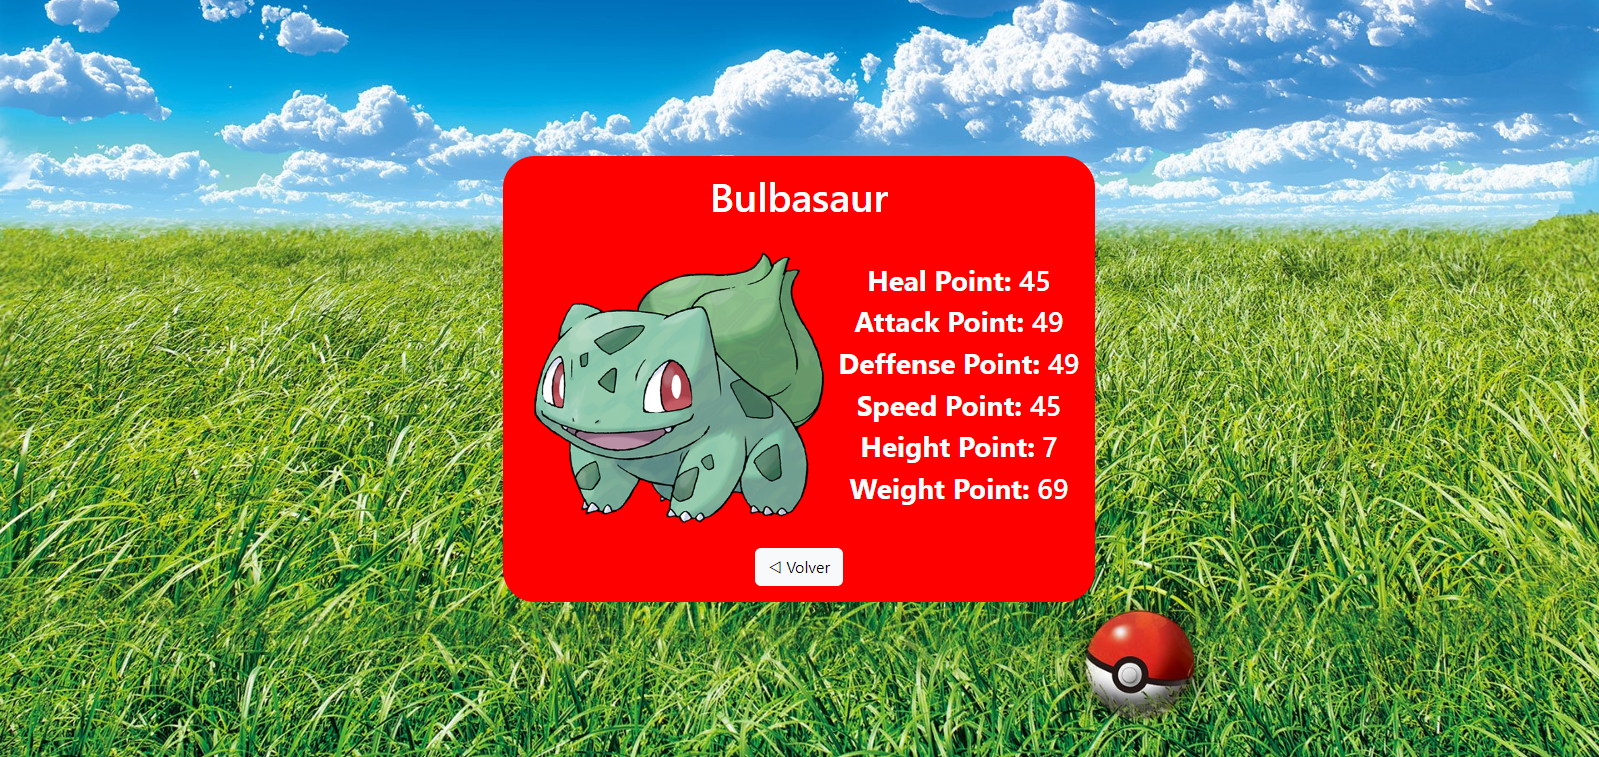 Bulbasaur
Heal Point: 45
Attack Point: 49
Deffense Point: 49
Speed Point: 45
Height Point: 7
Weight Point: 69
◁ Volver